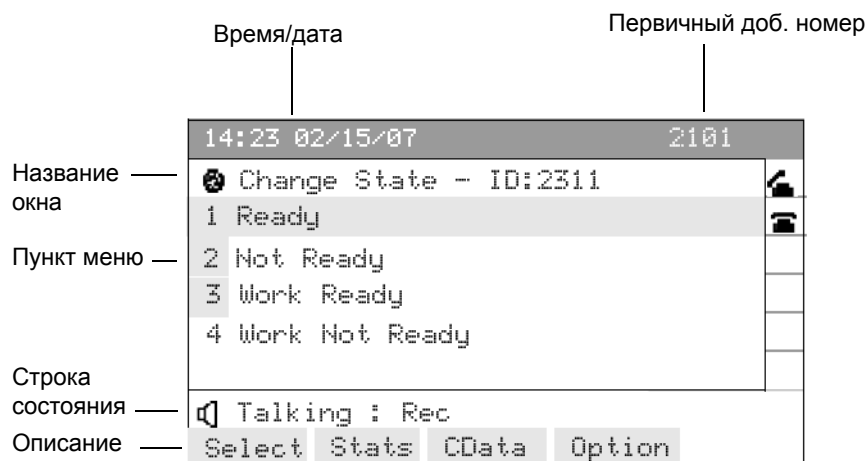 Время/дата
Первичный доб. номер
14:23 02/15/07 2101
Название
окна
Change State - ID:2311
1 Ready
Пункт меню
2 Not Ready
3 Work Ready
4 Work Not Ready
Строка
состояния
Talking : Rec
Описание
Select Stats CData Option